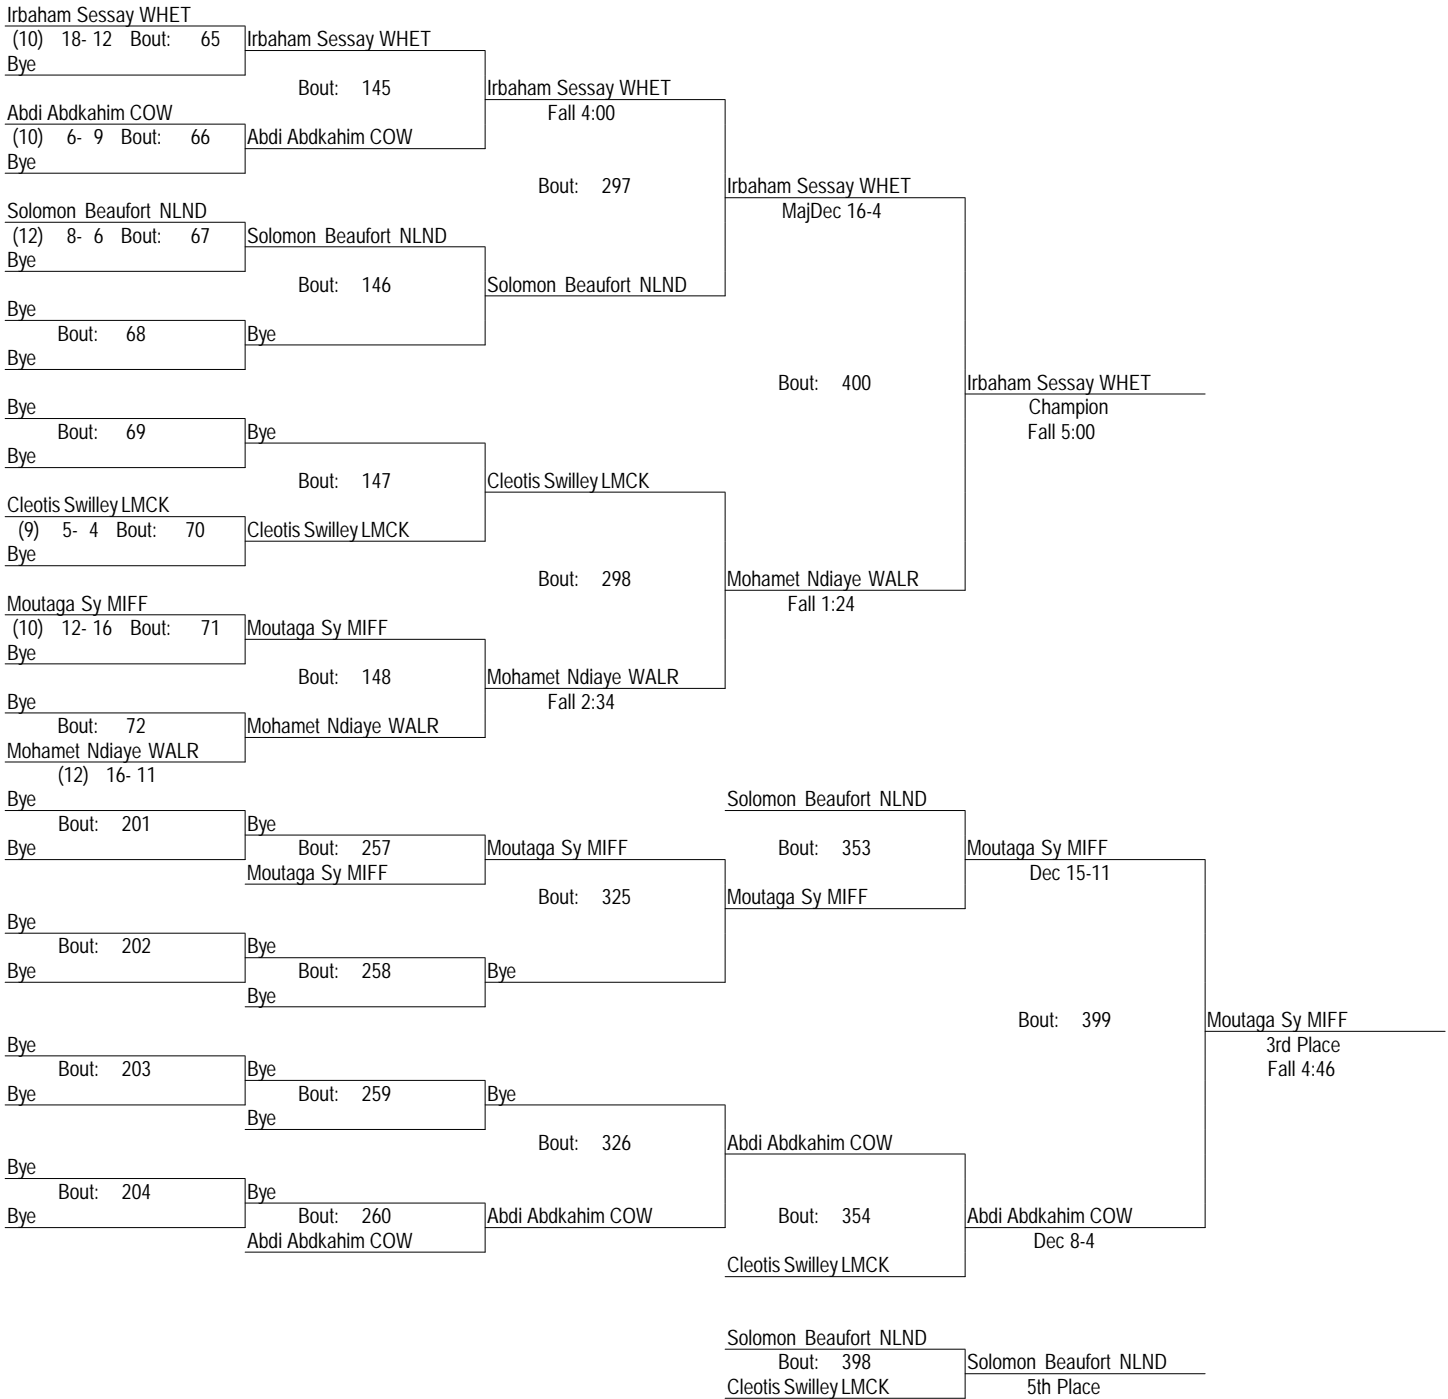 Irbaham Sessay WHET
(10) 18- 12 Bout: 65 Irbaham Sessay WHET
Bye
Bout: 145 Irbaham Sessay WHET
Abdi Abdkahim COW Fall 4:00
(10) 6- 9 Bout: 66 Abdi Abdkahim COW
Bye
Bout: 297 Irbaham Sessay WHET
Solomon Beaufort NLND MajDec 16-4
(12) 8- 6 Bout: 67 Solomon Beaufort NLND
Bye
Bout: 146 Solomon Beaufort NLND
Bye
Bout: 68 Bye
Bye
Bout: 400 Irbaham Sessay WHET
Bye Champion
Bout: 69 Bye Fall 5:00
Bye
Bout: 147 Cleotis Swilley LMCK
Cleotis Swilley LMCK
(9) 5- 4 Bout: 70 Cleotis Swilley LMCK
Bye
Bout: 298 Mohamet Ndiaye WALR
Moutaga Sy MIFF Fall 1:24
(10) 12- 16 Bout: 71 Moutaga Sy MIFF
Bye
Bout: 148 Mohamet Ndiaye WALR
Bye Fall 2:34
Bout: 72 Mohamet Ndiaye WALR
Mohamet Ndiaye WALR
(12) 16- 11
Bye Solomon Beaufort NLND
Bout: 201 Bye
Bye Bout: 257 Moutaga Sy MIFF Bout: 353 Moutaga Sy MIFF
Moutaga Sy MIFF Dec 15-11
Bout: 325 Moutaga Sy MIFF
Bye
Bout: 202 Bye
Bye Bout: 258 Bye
Bye
Bout: 399 Moutaga Sy MIFF
Bye 3rd Place
Bout: 203 Bye Fall 4:46
Bye Bout: 259 Bye
Bye
Bout: 326 Abdi Abdkahim COW
Bye
Bout: 204 Bye
Bye Bout: 260 Abdi Abdkahim COW Bout: 354 Abdi Abdkahim COW
Abdi Abdkahim COW Dec 8-4
Cleotis Swilley LMCK
Solomon Beaufort NLND
Bout: 398 Solomon Beaufort NLND
Cleotis Swilley LMCK 5th Place